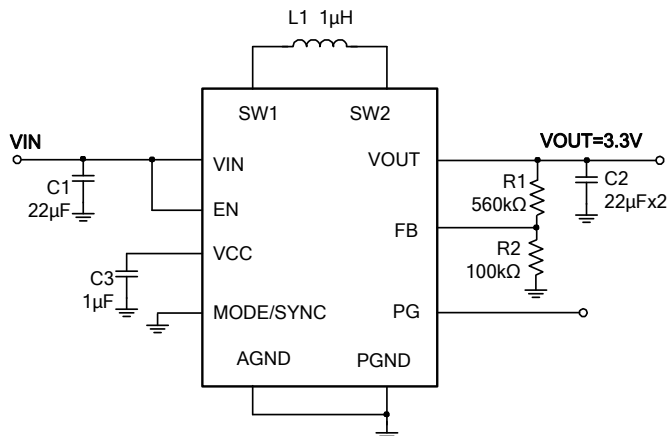 L1 1µH
SW1 SW2
VIN VOUT=3.3V
VIN VOUT
C1
22µF
R1
560kΩ
C2
22µFx2
EN
FB
VCC
R2
100kΩ
C3
1µF
MODE/SYNC PG
AGND PGND